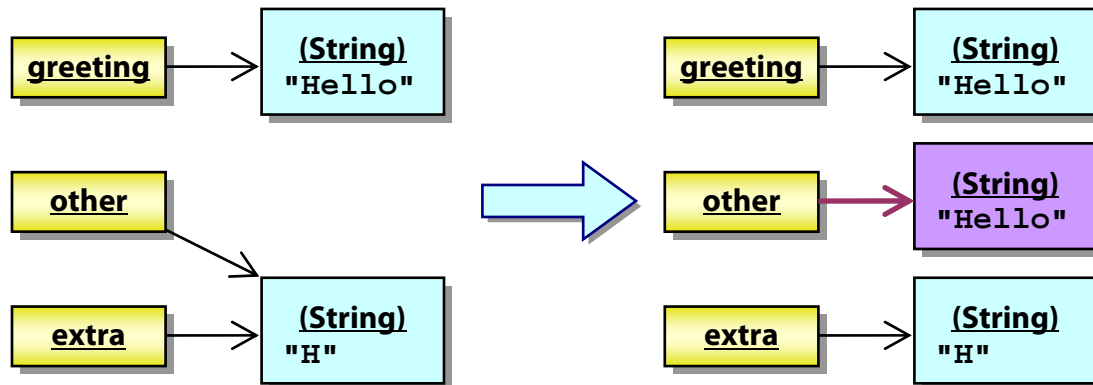 greeting
(String)
"Hello"
other
extra
(String)
"H"
greeting
(String)
"Hello"
other
(String)
"Hello"
extra
(String)
"H"